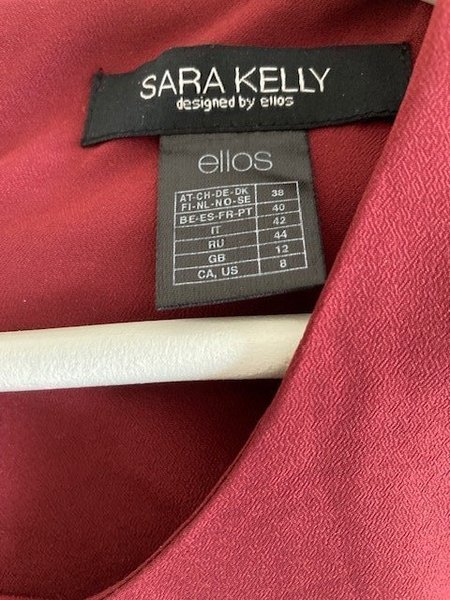 SARA KELLY
designed by ellos
ellos
AT-CH-DE-DK
FI-NL-NO-SE 38
BE-ES-FR-PT 40
IT 42
RU 44
GB 12
CA, US 8